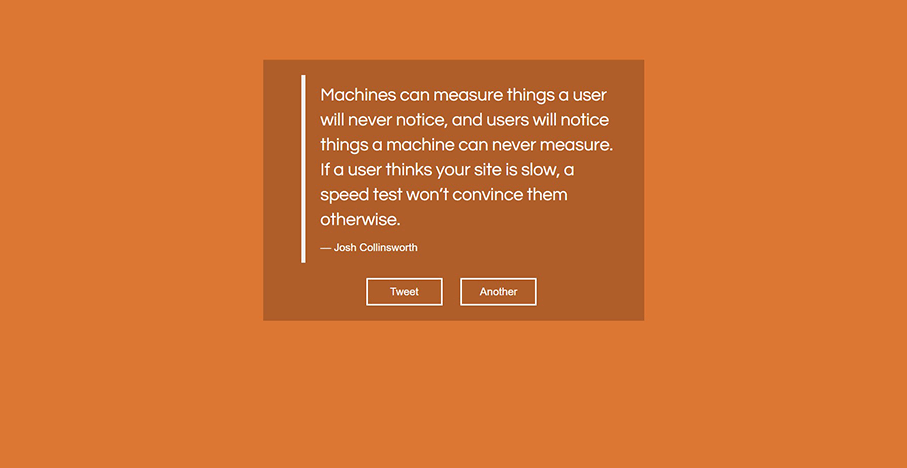 Machines can measure things a user
will never notice, and users will notice
things a machine can never measure.
If a user thinks your site is slow, a
speed test won’t convince them
otherwise.
— Josh Collinsworth
Tweet Another